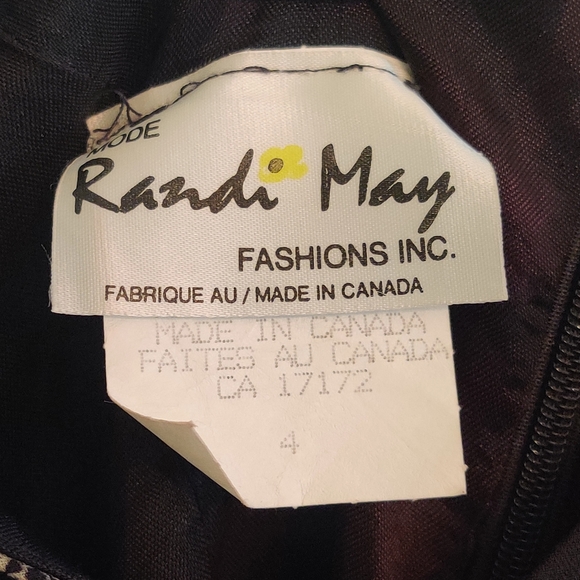 MODE
Randi May
FASHIONS INC.
FABRIQUE AU / MADE IN CANADA
MADE IN CANADA
FAITES AU CANADA
CA 17172
4